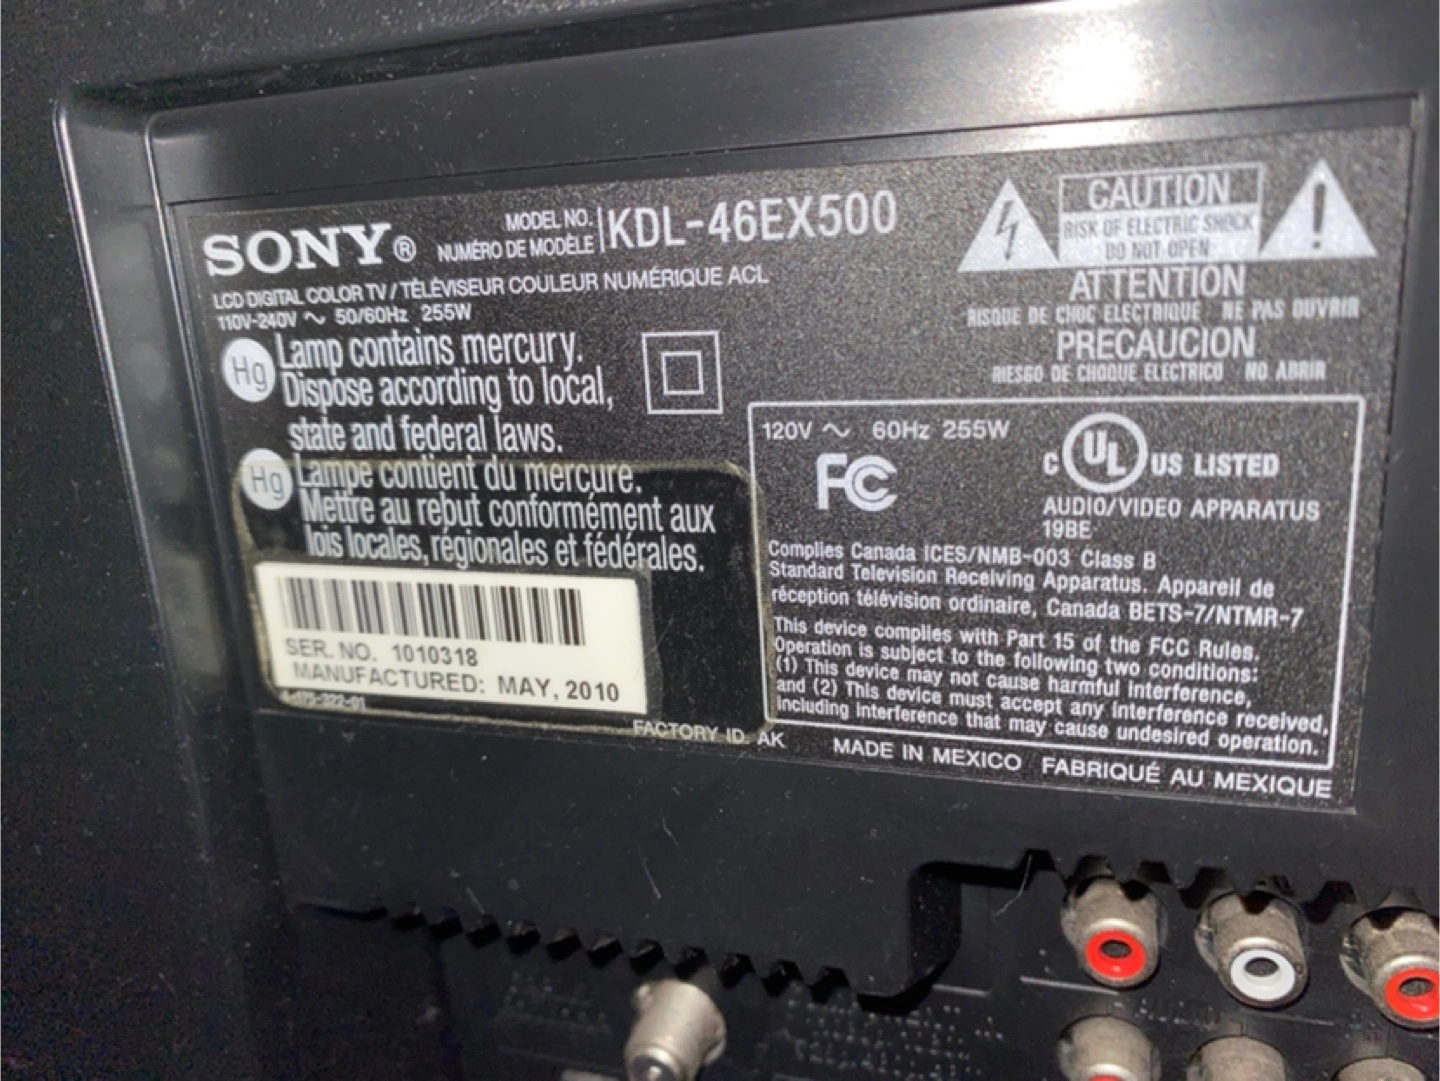 SONY® MODEL NO. NUMÉRO DE MODÈLE KDL-46EX500
LCD DIGITAL COLOR TV / TÉLÉVISEUR COULEUR NUMÉRIQUE ACL
110V-240V ~ 50/60Hz 255W
Hg Lamp contains mercury.
Dispose according to local,
state and federal laws.
Hg Lampe contient du mercure.
Mettre au rebut conformément aux
lois locales, régionales et fédérales.
SER. NO. 1010318
MANUFACTURED: MAY, 2010
FACTORY ID. AK
CAUTION
RISK OF ELECTRIC SHOCK
DO NOT OPEN
ATTENTION
RISQUE DE CHOC ELECTRIQUE NE PAS OUVRIR
PRECAUCION
RIESGO DE CHOQUE ELECTRICO NO ABRIR
120V ~ 60Hz 255W
FC
C UL US LISTED
AUDIO/VIDEO APPARATUS
19BE
Complies Canada ICES/NMB-003 Class B
Standard Television Receiving Apparatus. Appareil de
réception télévision ordinaire, Canada BETS-7/NTMR-7
This device complies with Part 15 of the FCC Rules.
Operation is subject to the following two conditions:
(1) This device may not cause harmful interference,
and (2) This device must accept any interference received,
including interference that may cause undesired operation.
MADE IN MEXICO FABRIQUÉ AU MEXIQUE